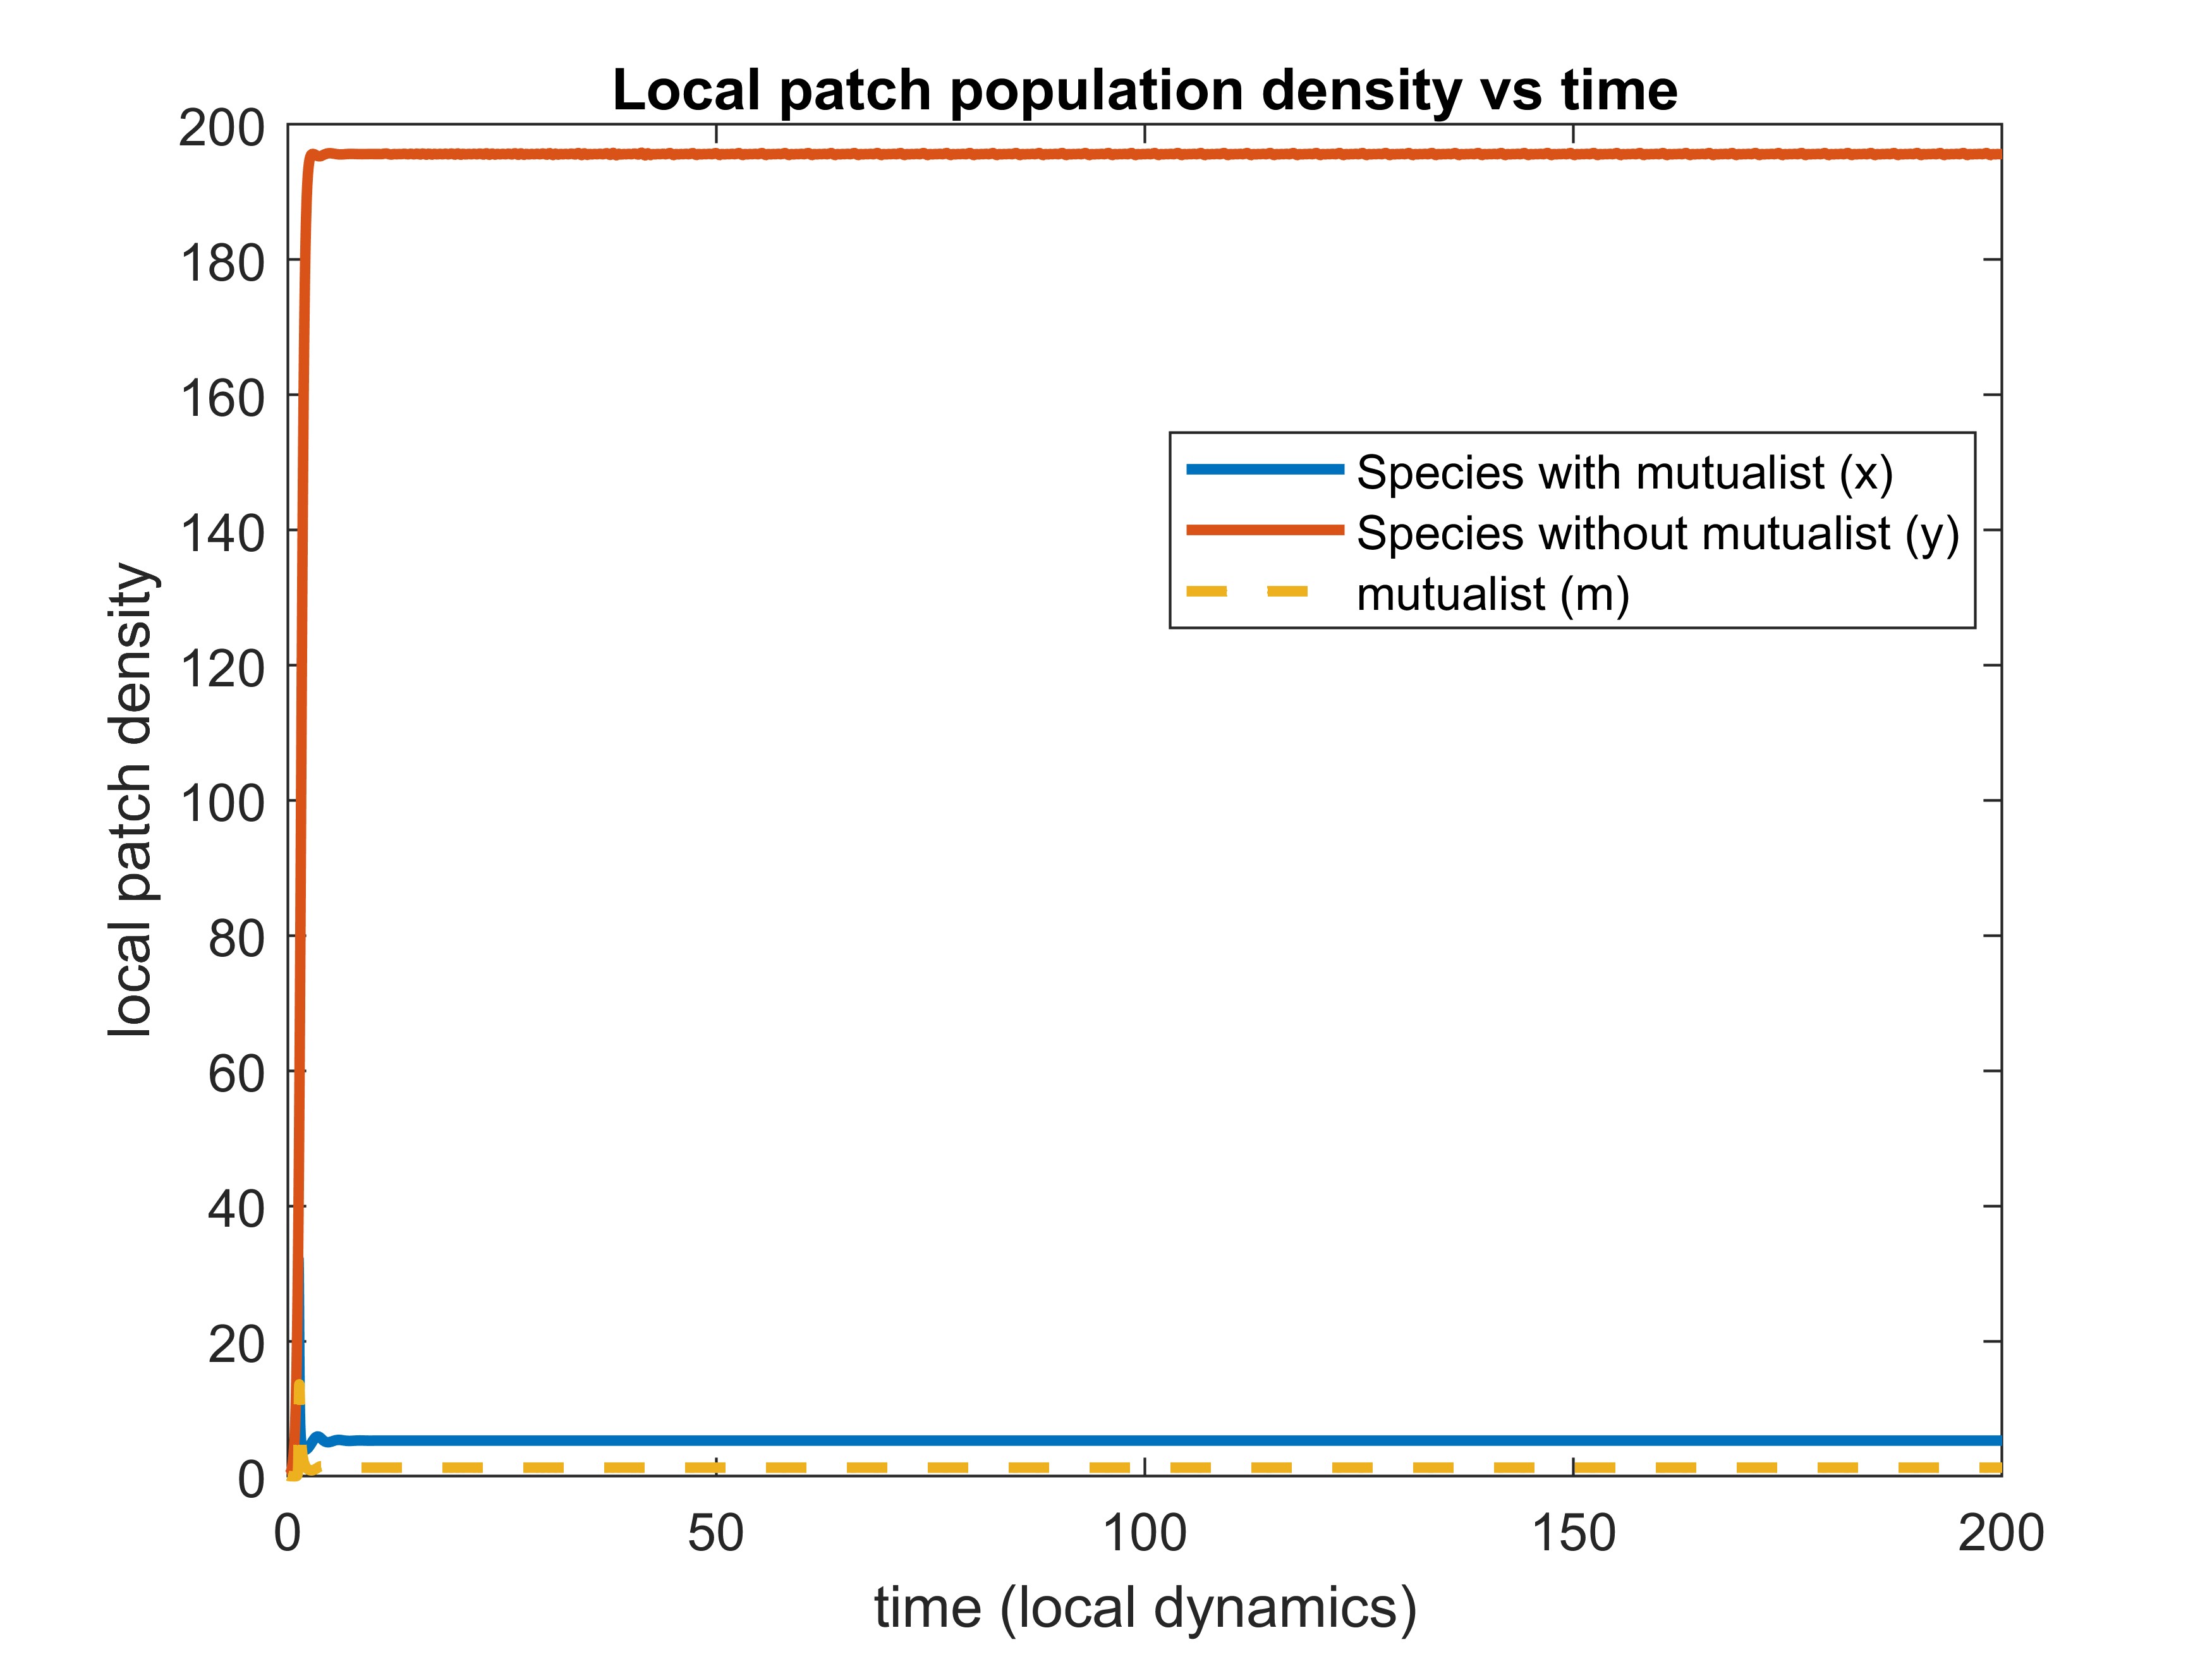 Local patch population density vs time
200
180
160
140
120
100
80
60
40
20
0
local patch density
Species with mutualist (x)
Species without mutualist (y)
mutualist (m)
0 50 100 150 200
time (local dynamics)